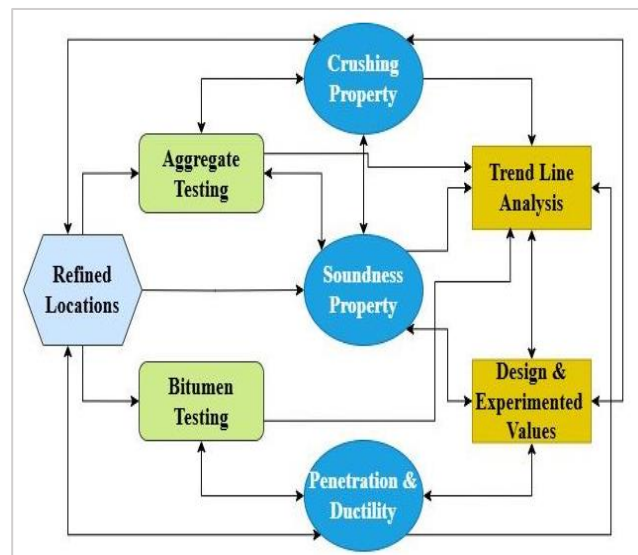 Crushing
Property
Aggregate
Testing
Trend Line
Analysis
Refined
Locations
Soundness
Property
Bitumen
Testing
Design &
Experimented
Values
Penetration &
Ductility